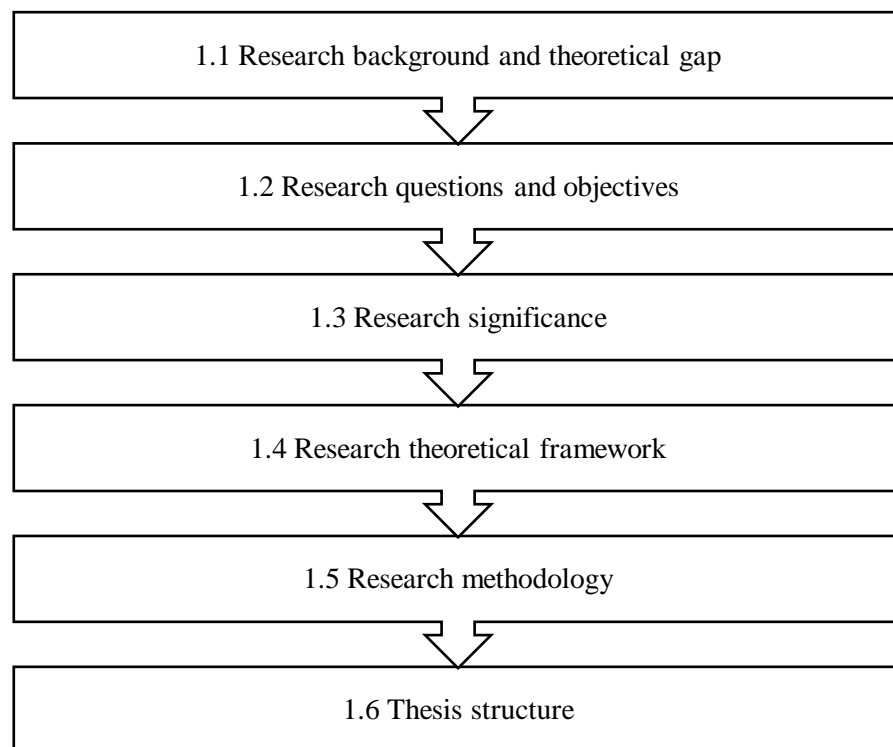 1.1 Research background and theoretical gap
1.2 Research questions and objectives
1.3 Research significance
1.4 Research theoretical framework
1.5 Research methodology
1.6 Thesis structure